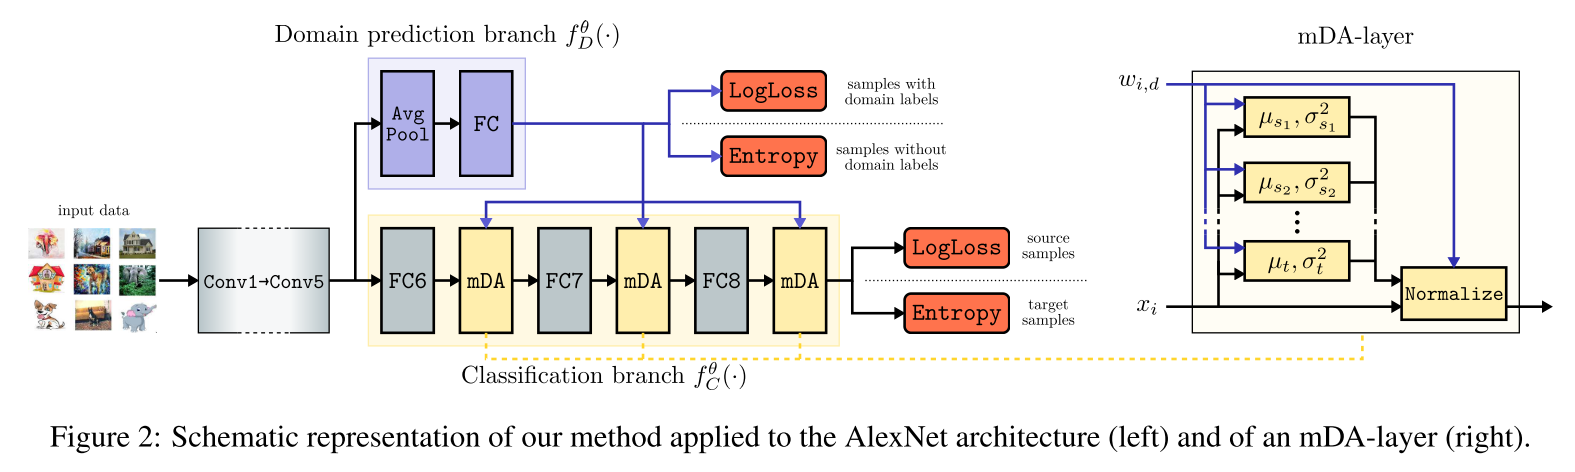 Domain prediction branch $f_D^\theta(\cdot)$
mDA-layer
Avg
Pool
FC
LogLoss
samples with
domain labels
Entropy
samples without
domain labels
input data
Conv1→Conv5
FC6
mDA
FC7
mDA
FC8
mDA
LogLoss
source
samples
Entropy
target
samples
Classification branch $f_C^\theta(\cdot)$
$w_{i,d}$
$\mu_{s_1}, \sigma_{s_1}^2$
$\mu_{s_2}, \sigma_{s_2}^2$
$\mu_t, \sigma_t^2$
$x_i$
Normalize
Figure 2: Schematic representation of our method applied to the AlexNet architecture (left) and of an mDA-layer (right).